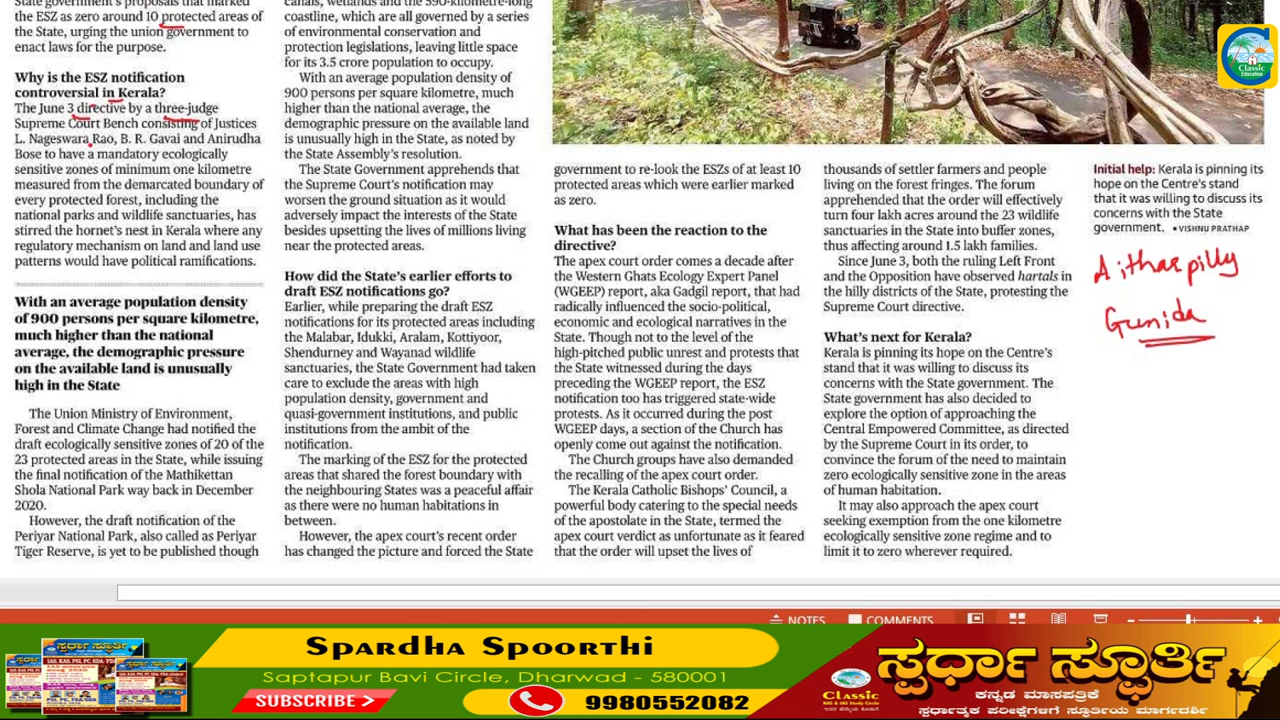 State government's proposals that marked
the ESZ as zero around 10 protected areas of
the State, urging the union government to
enact laws for the purpose.
Why is the ESZ notification
controversial in Kerala?
The June 3 directive by a three-judge
Supreme Court Bench consisting of Justices
L. Nageswara Rao, B. R. Gavai and Anirudha
Bose to have a mandatory ecologically
sensitive zones of minimum one kilometre
measured from the demarcated boundary of
every protected forest, including the
national parks and wildlife sanctuaries, has
stirred the hornet's nest in Kerala where any
regulatory mechanism on land and land use
patterns would have political ramifications.
With an average population density
of 900 persons per square kilometre,
much higher than the national
average, the demographic pressure
on the available land is unusually
high in the State
The Union Ministry of Environment,
Forest and Climate Change had notified the
draft ecologically sensitive zones of 20 of the
23 protected areas in the State, while issuing
the final notification of the Mathikettan
Shola National Park way back in December
2020.
However, the draft notification of the
Periyar National Park, also called as Periyar
Tiger Reserve, is yet to be published though
canals, wetlands and the 590-kilometre-long
coastline, which are all governed by a series
of environmental conservation and
protection legislations, leaving little space
for its 3.5 crore population to occupy.
With an average population density of
900 persons per square kilometre, much
higher than the national average, the
demographic pressure on the available land
is unusually high in the State, as noted by
the State Assembly's resolution.
The State Government apprehends that
the Supreme Court's notification may
worsen the ground situation as it would
adversely impact the interests of the State
besides upsetting the lives of millions living
near the protected areas.
How did the State's earlier efforts to
draft ESZ notifications go?
Earlier, while preparing the draft ESZ
notifications for its protected areas including
the Malabar, Idukki, Aralam, Kottiyoor,
Shendurney and Wayanad wildlife
sanctuaries, the State Government had taken
care to exclude the areas with high
population density, government and
quasi-government institutions, and public
institutions from the ambit of the
notification.
The marking of the ESZ for the protected
areas that shared the forest boundary with
the neighbouring States was a peaceful affair
as there were no human habitations in
between.
However, the apex court's recent order
has changed the picture and forced the State
government to re-look the ESZs of at least 10
protected areas which were earlier marked
as zero.
What has been the reaction to the
directive?
The apex court order comes a decade after
the Western Ghats Ecology Expert Panel
(WGEEP) report, aka Gadgil report, that had
radically influenced the socio-political,
economic and ecological narratives in the
State. Though not to the level of the
high-pitched public unrest and protests that
the State witnessed during the days
preceding the WGEEP report, the ESZ
notification too has triggered state-wide
protests. As it occurred during the post
WGEEP days, a section of the Church has
openly come out against the notification.
The Church groups have also demanded
the recalling of the apex court order.
The Kerala Catholic Bishops' Council, a
powerful body catering to the special needs
of the apostolate in the State, termed the
apex court verdict as unfortunate as it feared
that the order will upset the lives of
thousands of settler farmers and people
living on the forest fringes. The forum
apprehended that the order will effectively
turn four lakh acres around the 23 wildlife
sanctuaries in the State into buffer zones,
thus affecting around 1.5 lakh families.
Since June 3, both the ruling Left Front
and the Opposition have observed hartals in
the hilly districts of the State, protesting the
Supreme Court directive.
What's next for Kerala?
Kerala is pinning its hope on the Centre's
stand that it was willing to discuss its
concerns with the State government. The
State government has also decided to
explore the option of approaching the
Central Empowered Committee, as directed
by the Supreme Court in its order, to
convince the forum of the need to maintain
zero ecologically sensitive zone in the areas
of human habitation.
It may also approach the apex court
seeking exemption from the one kilometre
ecologically sensitive zone regime and to
limit it to zero wherever required.
Initial help: Kerala is pinning its
hope on the Centre's stand
that it was willing to discuss its
concerns with the State
government. • VISHNU PRATHAP
Aitharpilly
Gunida
Classic
Education
NOTES COMMENTS
Spardha Spoorthi
Saptapur Bavi Circle, Dharwad - 580001
SUBSCRIBE > 9980552082
Classic
ಸ್ಪರ್ಧಾ ಸ್ಫೂರ್ತಿ
ಕನ್ನಡ ಮಾಸಪತ್ರಿಕೆ
ಸ್ಪರ್ಧಾತ್ಮಕ ಪರೀಕ್ಷೆಗಳಿಗೆ ಸ್ಫೂರ್ತಿಯ ಮಾರ್ಗದರ್ಶಿ